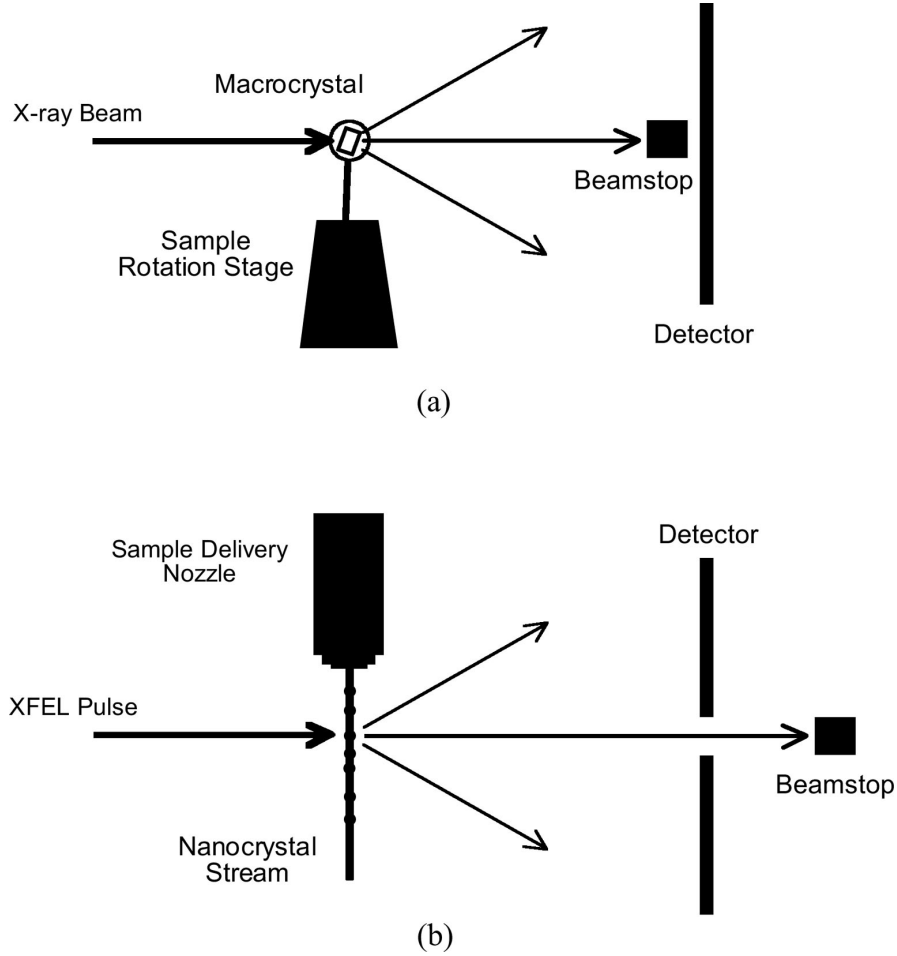 Macrocrystal
X-ray Beam
Beamstop
Sample
Rotation Stage
Detector
(a)
Sample Delivery
Nozzle
Detector
XFEL Pulse
Beamstop
Nanocrystal
Stream
(b)